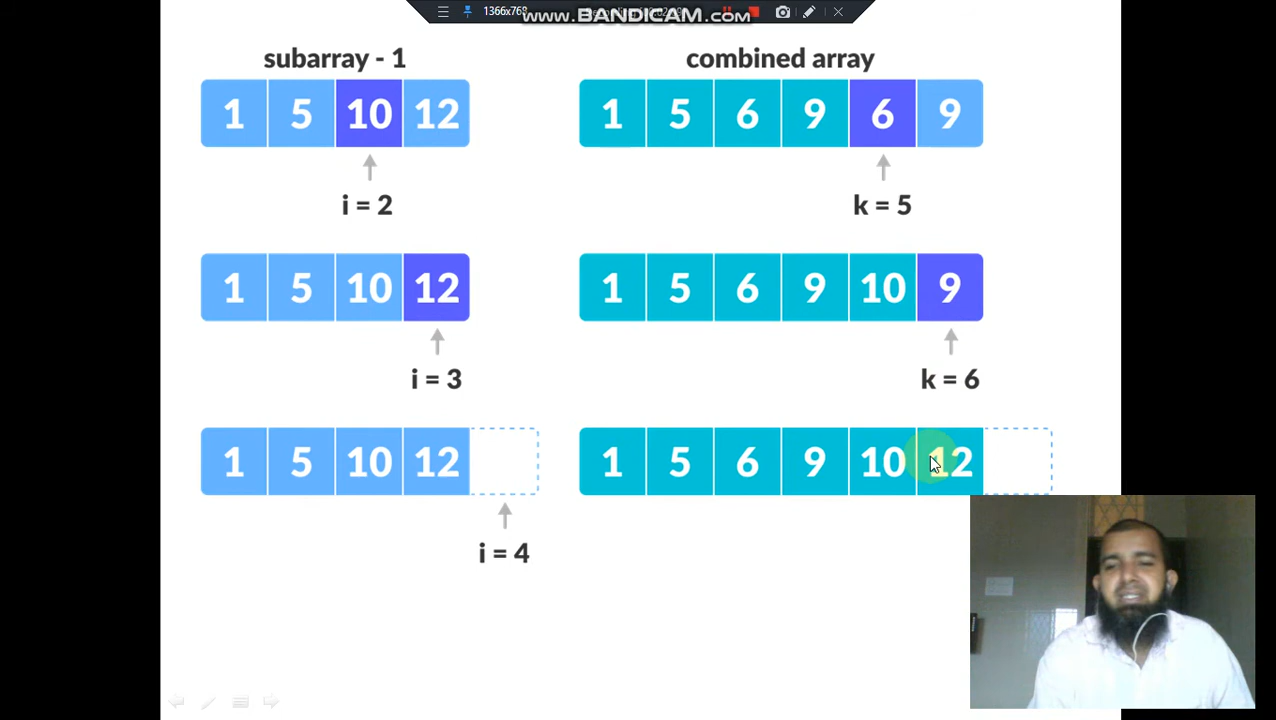 1366x768
www.BANDICAM.com
subarray - 1
combined array
1 5 10 12
1 5 6 9 6 9
i = 2
k = 5
1 5 10 12
1 5 6 9 10 9
i = 3
k = 6
1 5 10 12
1 5 6 9 10 12
i = 4